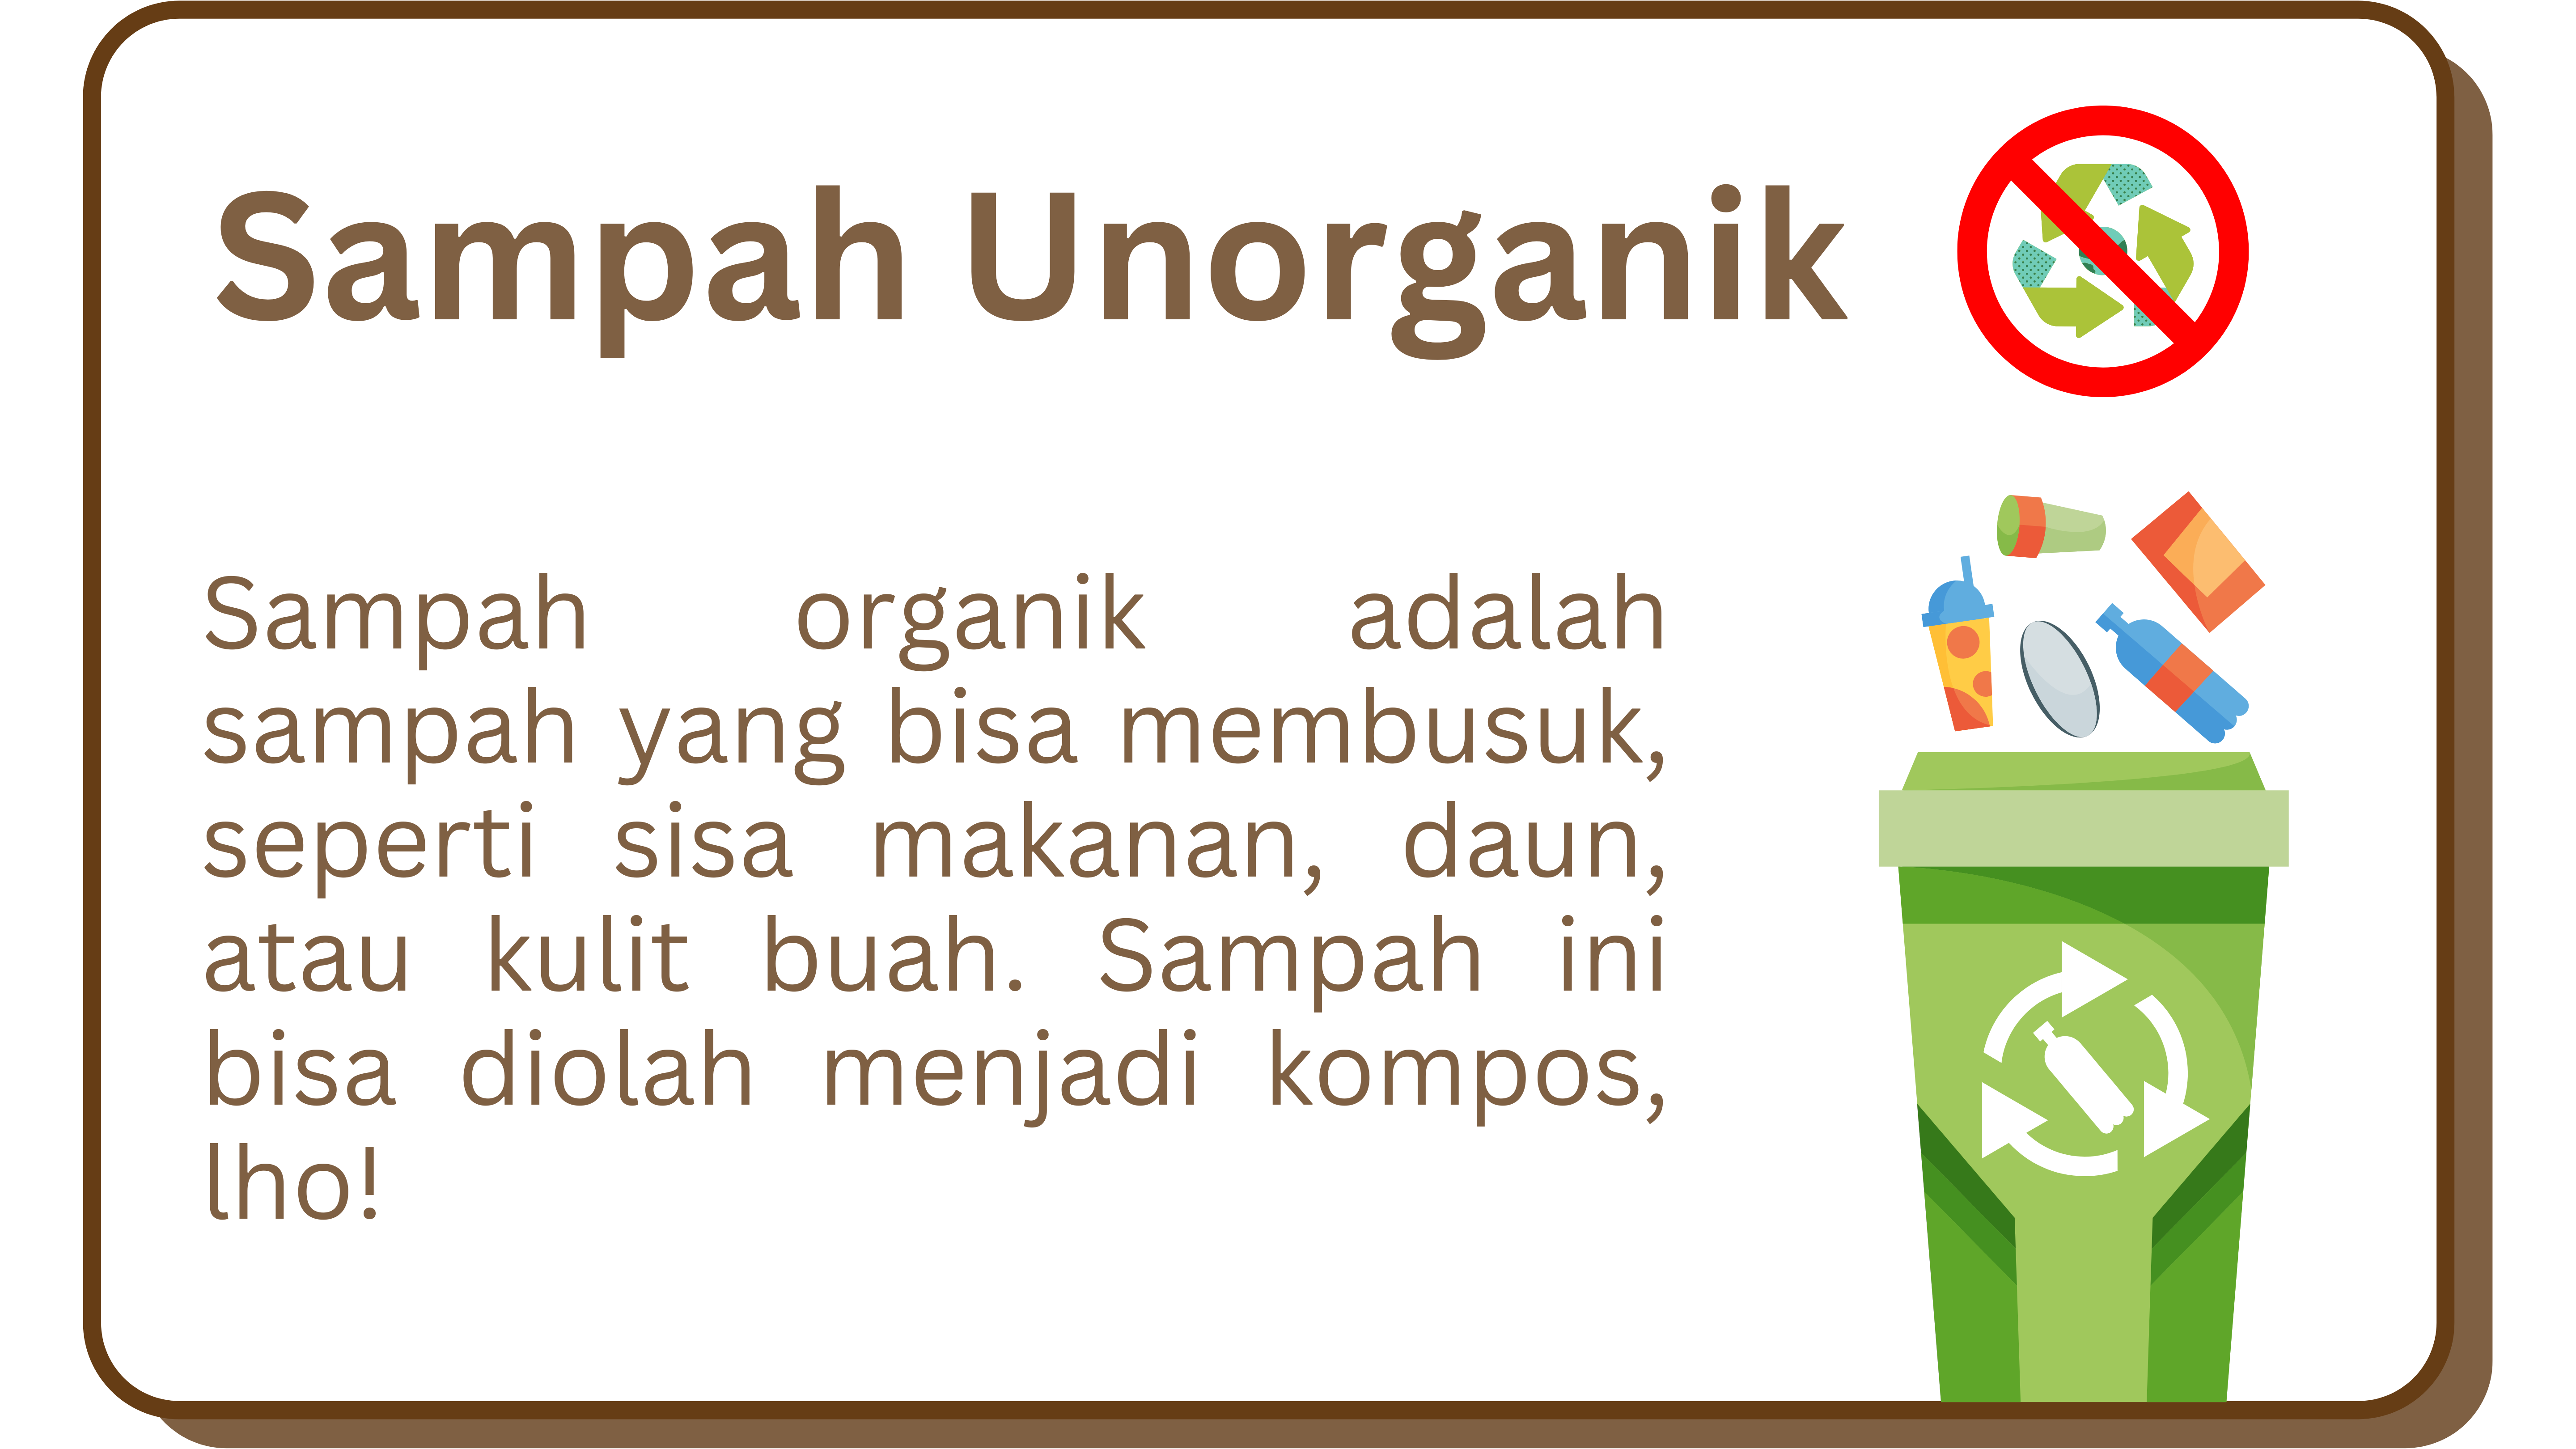 Sampah Unorganik
Sampah organik adalah
sampah yang bisa membusuk,
seperti sisa makanan, daun,
atau kulit buah. Sampah ini
bisa diolah menjadi kompos,
lho!